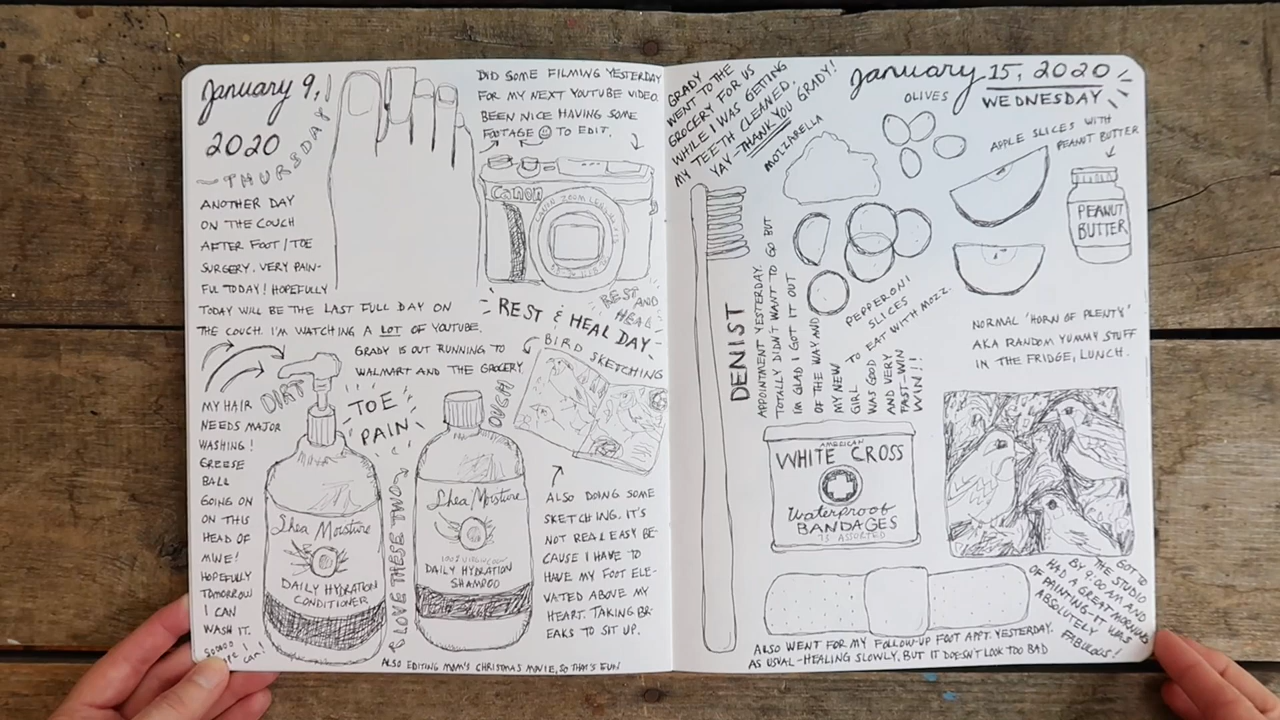 January 9,
2020
~THURSDAY!
ANOTHER DAY
ON THE COUCH
AFTER FOOT/TOE
SURGERY. VERY PAIN-
FUL TODAY! HOPEFULLY
TODAY WILL BE THE LAST FULL DAY ON
THE COUCH. I'M WATCHING A LOT OF YOUTUBE.
DID SOME FILMING YESTERDAY
FOR MY NEXT YOUTUBE VIDEO.
BEEN NICE HAVING SOME
FOOTAGE ☺ TO EDIT.
Canon
CANON ZOOM LENS
- REST & HEAL DAY -
REST AND
HEAL
GRADY IS OUT RUNNING TO
WALMART AND THE GROCERY
BIRD SKETCHING
MY HAIR
NEEDS MAJOR
WASHING!
GREESE
BALL
GOING ON
ON THIS
HEAD OF
MINE!
HOPEFULLY
TOMORROW
I CAN
WASH IT.
Soooo
I can!
DIRT
TOE
PAIN
OUCH
Shea Moisture
DAILY HYDRATION
CONDITIONER
I LOVE THESE TWO
Shea Moisture
100% VIRGIN COCONUT
DAILY HYDRATION
SHAMPOO
ALSO DOING SOME
SKETCHING. IT'S
NOT REAL EASY BE-
CAUSE I HAVE TO
HAVE MY FOOT ELE-
VATED ABOVE MY
HEART. TAKING BR-
EAKS TO SIT UP.
ALSO EDITING MOM'S CHRISTMAS MOVIE, SO THAT'S FUN
GRADY
WENT TO THE
GROCERY FOR US
WHILE I WAS GETTING
MY TEETH CLEANED.
YAY - THANK YOU GRADY!
January 15, 2020
WEDNESDAY
OLIVES
MOZZARELLA
APPLE SLICES WITH
PEANUT BUTTER
PEANUT
BUTTER
PEPPERONI
SLICES
TO EAT WITH MOZZ.
NORMAL 'HORN OF PLENTY'
AKA RANDOM YUMMY STUFF
IN THE FRIDGE, LUNCH.
DENIST
APPOINTMENT YESTERDAY.
TOTALLY DIDN'T WANT TO GO BUT
I'M GLAD I GOT IT OUT
OF THE WAY AND
MY NEW
GIRL
WAS GOOD
AND VERY
FAST - WIN
WIN!!
AMERICAN
WHITE CROSS
Waterproof
BANDAGES
75 ASSORTED
GOT TO
THE STUDIO
BY 9:00 AM AND
HAD A GREAT MORNING
OF PAINTING. IT WAS
ABSOLUTELY
FABULOUS!
ALSO WENT FOR MY FOLLOW-UP FOOT APPT. YESTERDAY.
AS USUAL - HEALING SLOWLY, BUT IT DOESN'T LOOK TOO BAD